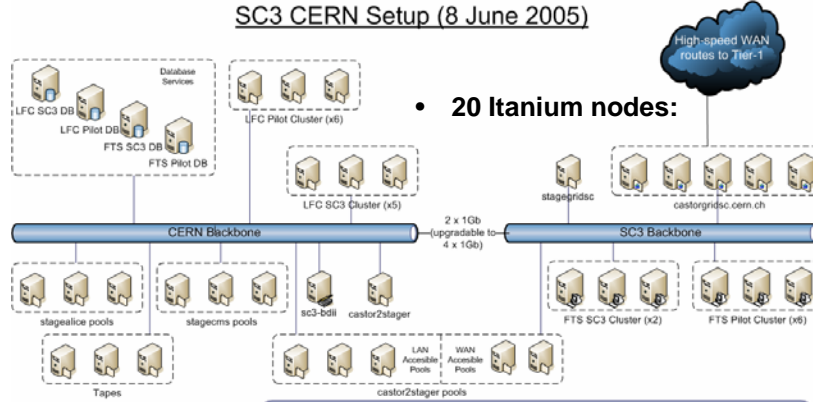 SC3 CERN Setup (8 June 2005)
High-speed WAN
routes to Tier-1
Database
Services
LFC SC3 DB
LFC Pilot DB
FTS SC3 DB
FTS Pilot DB
LFC Pilot Cluster (x6)
• 20 Itanium nodes:
LFC SC3 Cluster (x5)
stagegridsc
castorgridsc.cern.ch
CERN Backbone
2 x 1Gb
(upgradable to
4 x 1Gb)
SC3 Backbone
stagealice pools
stagecms pools
sc3-bdii
castor2stager
FTS SC3 Cluster (x2)
FTS Pilot Cluster (x6)
Tapes
LAN
Accesible
Pools
WAN
Accesible
Pools
castor2stager pools